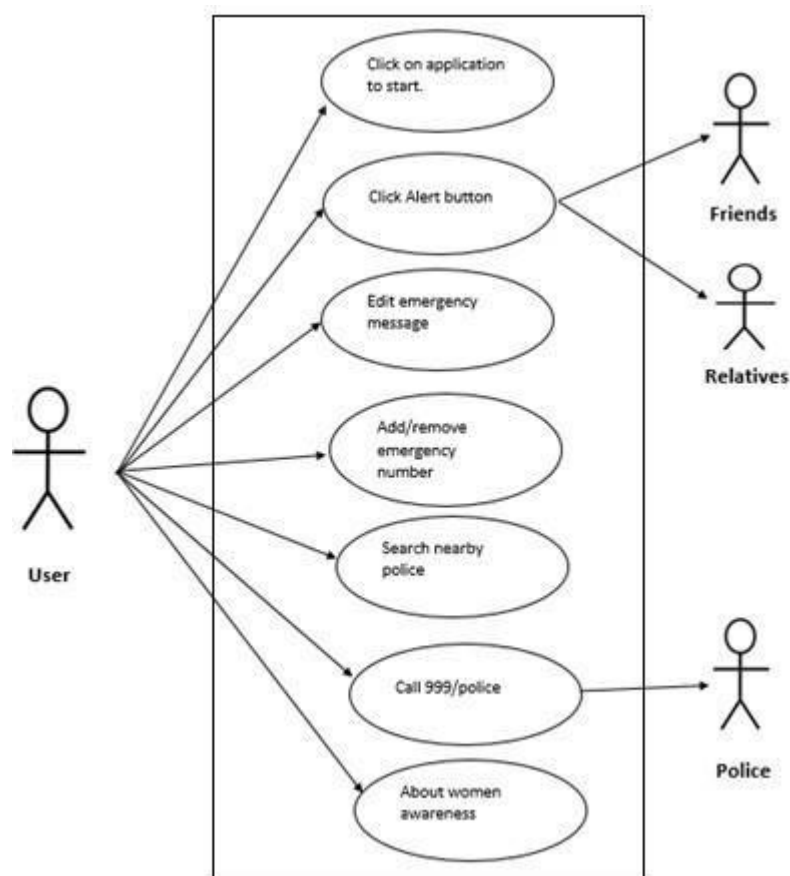 Click on application
to start.
Click Alert button
Friends
Edit emergency
message
Relatives
Add/remove
emergency
number
User
Search nearby
police
Call 999/police
Police
About women
awareness